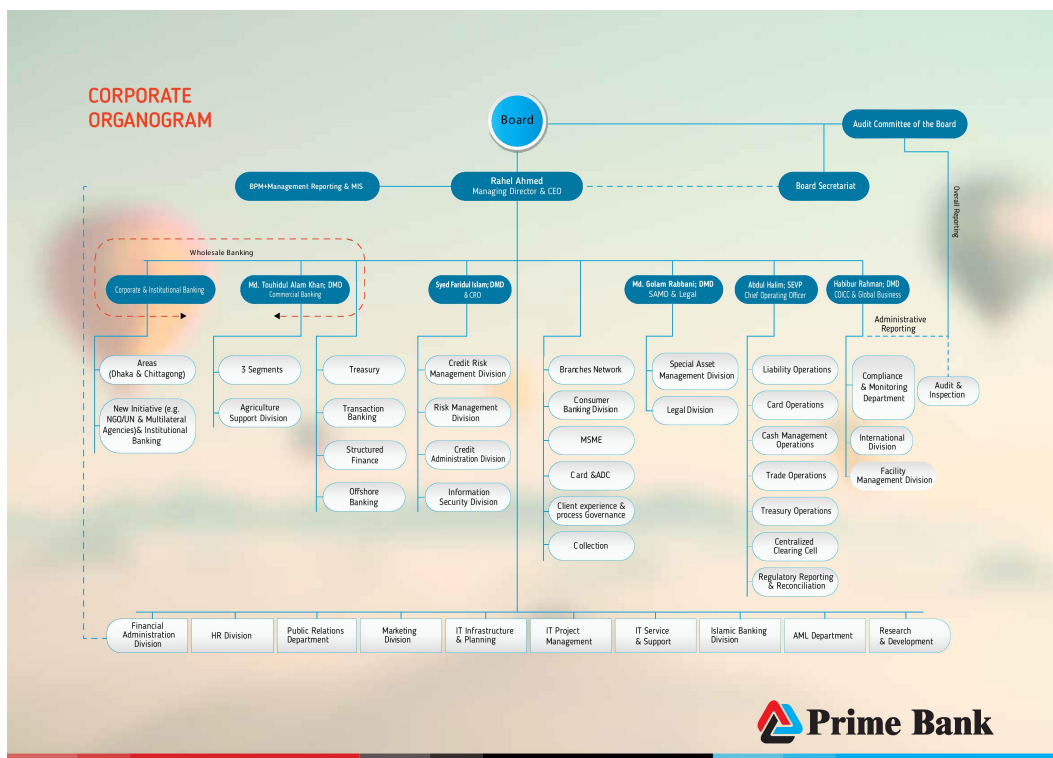 CORPORATE
ORGANOGRAM
Board
Audit Committee of the Board
BPM+Management Reporting & MIS
Rahel Ahmed
Managing Director & CEO
Board Secretariat
Overall Reporting
Wholesale Banking
Corporate & Institutional Banking
Md. Touhidul Alam Khan; DMD
Commercial Banking
Syed Faridul Islam; DMD
& CRO
Md. Golam Rabbani; DMD
SAMD & Legal
Abdul Halim; SEVP
Chief Operating Officer
Habibur Rahman; DMD
CDICC & Global Business
Administrative
Reporting
Areas
(Dhaka & Chittagong)
New Initiative (e.g.
NGO/UN & Multilateral
Agencies)& Institutional
Banking
3 Segments
Agriculture
Support Division
Treasury
Transaction
Banking
Structured
Finance
Offshore
Banking
Credit Risk
Management Division
Risk Management
Division
Credit
Administration Division
Information
Security Division
Branches Network
Consumer
Banking Division
MSME
Card &ADC
Client experience &
process Governance
Collection
Special Asset
Management Division
Legal Division
Liability Operations
Card Operations
Cash Management
Operations
Trade Operations
Treasury Operations
Centralized
Clearing Cell
Regulatory Reporting
& Reconciliation
Compliance
& Monitoring
Department
International
Division
Facility
Management Division
Audit &
Inspection
Financial
Administration
Division
HR Division
Public Relations
Department
Marketing
Division
IT Infrastructure
& Planning
IT Project
Management
IT Service
& Support
Islamic Banking
Division
AML Department
Research
& Development
Prime Bank